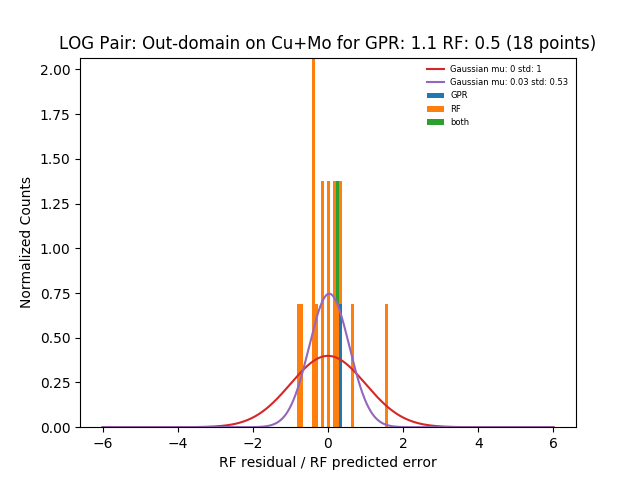 LOG Pair: Out-domain on Cu+Mo for GPR: 1.1 RF: 0.5 (18 points)
Gaussian mu: 0 std: 1
Gaussian mu: 0.03 std: 0.53
GPR
RF
both
Normalized Counts
2.00
1.75
1.50
1.25
1.00
0.75
0.50
0.25
0.00
−6 −4 −2 0 2 4 6
RF residual / RF predicted error